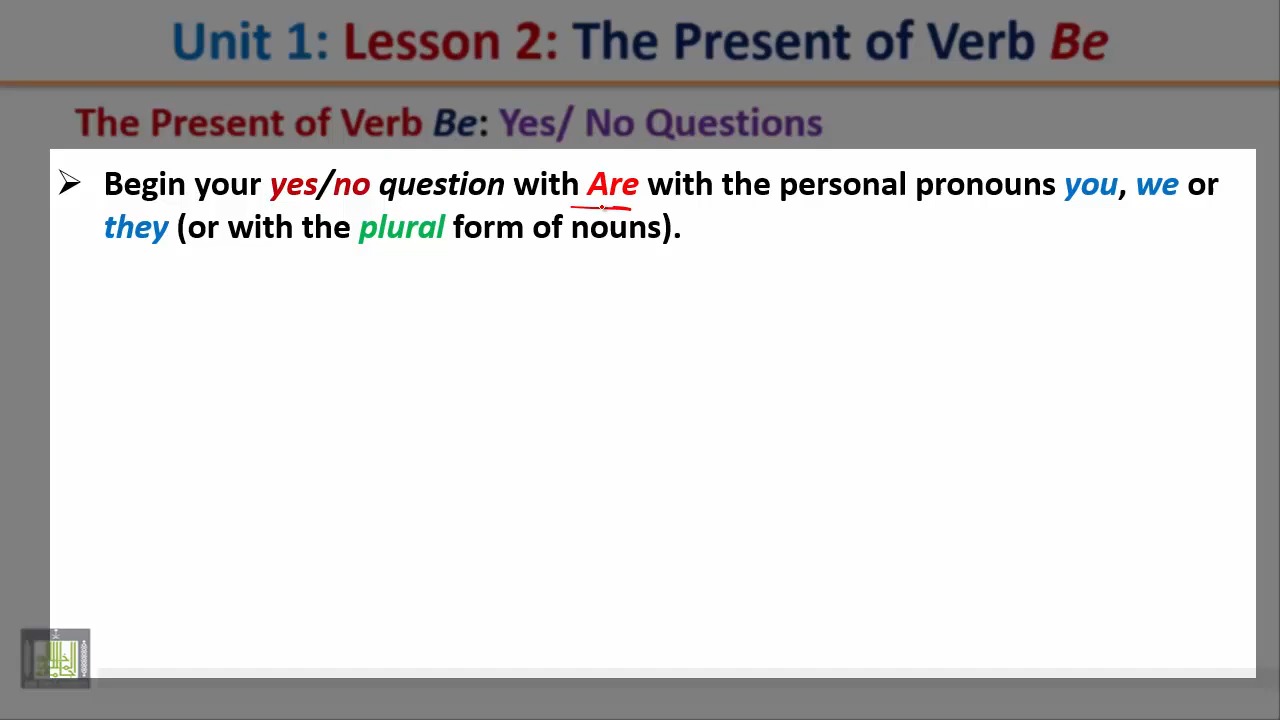 Unit 1: Lesson 2: The Present of Verb Be
The Present of Verb Be: Yes/ No Questions
➢ Begin your yes/no question with Are with the personal pronouns you, we or
they (or with the plural form of nouns).